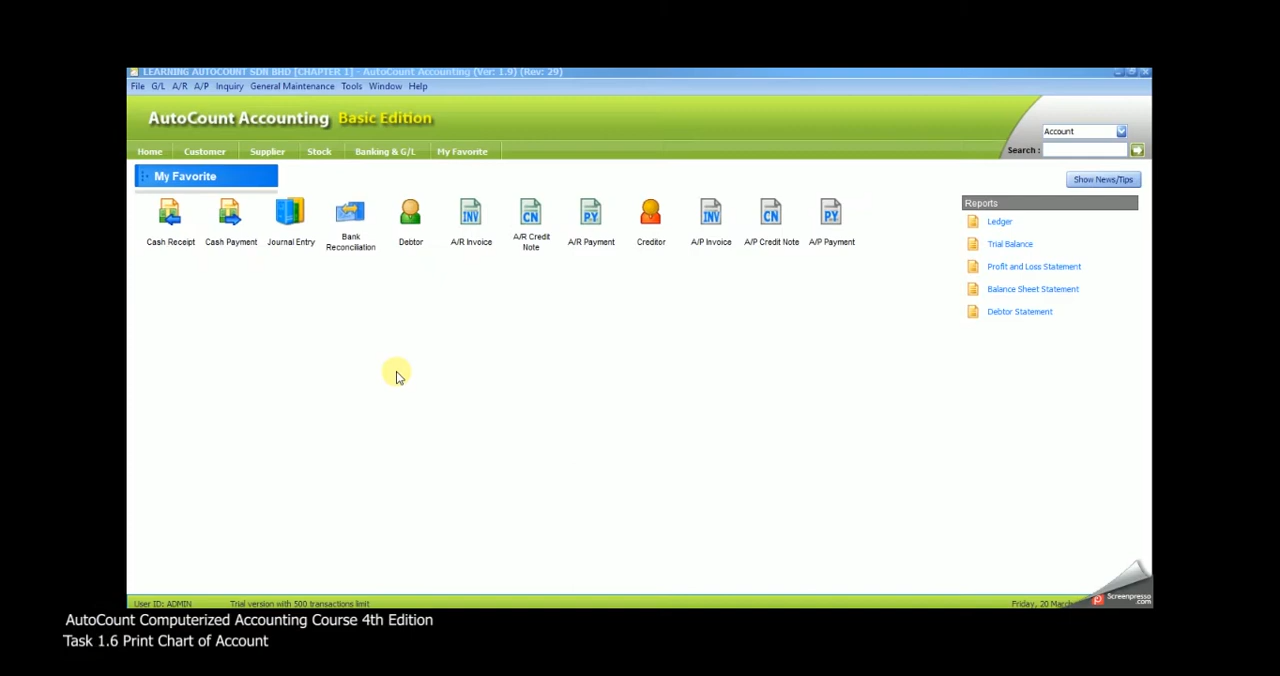 LEARNING AUTOCOUNT SDN BHD [CHAPTER 1] - AutoCount Accounting (Ver: 1.9) (Rev: 29)
File G/L A/R A/P Inquiry General Maintenance Tools Window Help
AutoCount Accounting Basic Edition
Account
Home Customer Supplier Stock Banking & G/L My Favorite
Search :
My Favorite
Show News/Tips
Reports
INV CN PY INV CN PY
Cash Receipt
Cash Payment
Journal Entry
Bank
Reconciliation
Debtor
A/R Invoice
A/R Credit
Note
A/R Payment
Creditor
A/P Invoice
A/P Credit Note
A/P Payment
Ledger
Trial Balance
Profit and Loss Statement
Balance Sheet Statement
Debtor Statement
User ID: ADMIN Trial version with 500 transactions limit Friday, 20 March
Screenpresso
.com
AutoCount Computerized Accounting Course 4th Edition
Task 1.6 Print Chart of Account